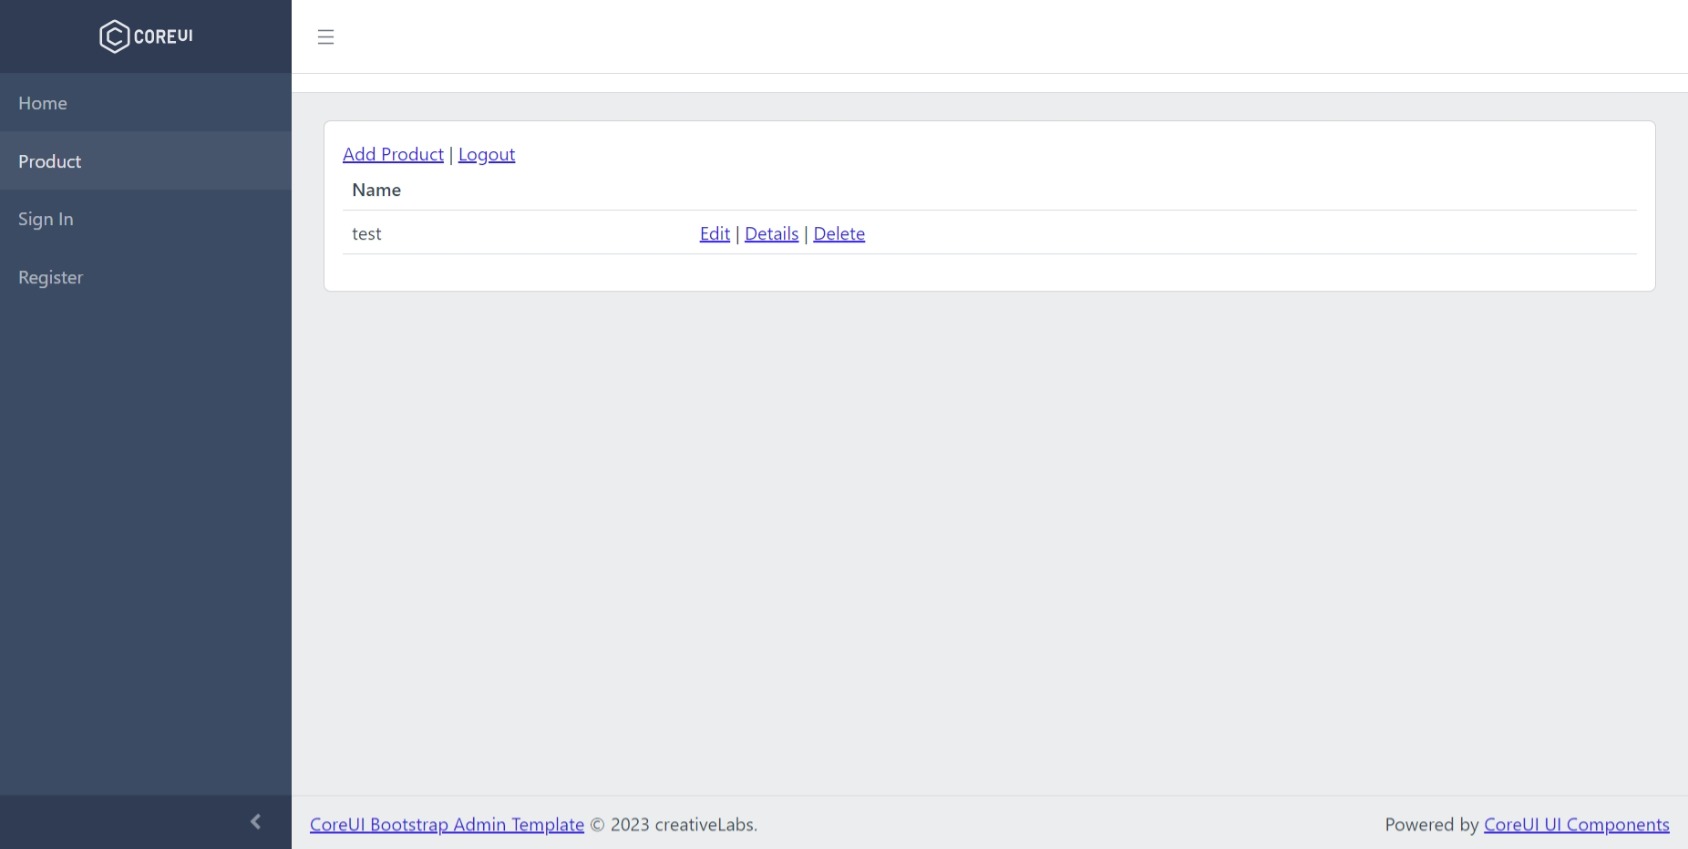 COREUI
Home
Product
Sign In
Register
Add Product | Logout
Name
test Edit | Details | Delete
CoreUI Bootstrap Admin Template © 2023 creativeLabs.
Powered by CoreUI UI Components